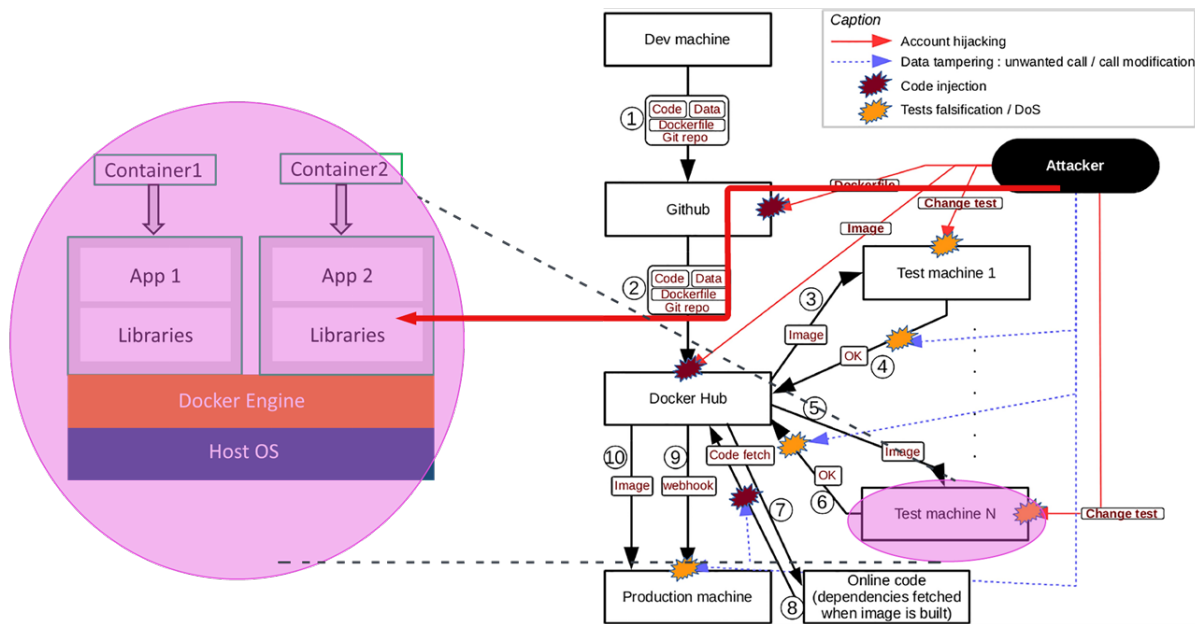 Caption
Account hijacking
Data tampering : unwanted call / call modification
Code injection
Tests falsification / DoS
Dev machine
1
Code
Data
Dockerfile
Git repo
Attacker
Container1
Container2
Dockerfile
Github
Change test
Image
App 1
App 2
Test machine 1
2
Code
Data
Dockerfile
Git repo
3
Libraries
Libraries
Image
OK
4
Docker Engine
Docker Hub
5
Host OS
10
9
Code fetch
Image
OK
Image
webhook
7
6
Test machine N
Change test
Production machine
8
Online code
(dependencies fetched
when image is built)